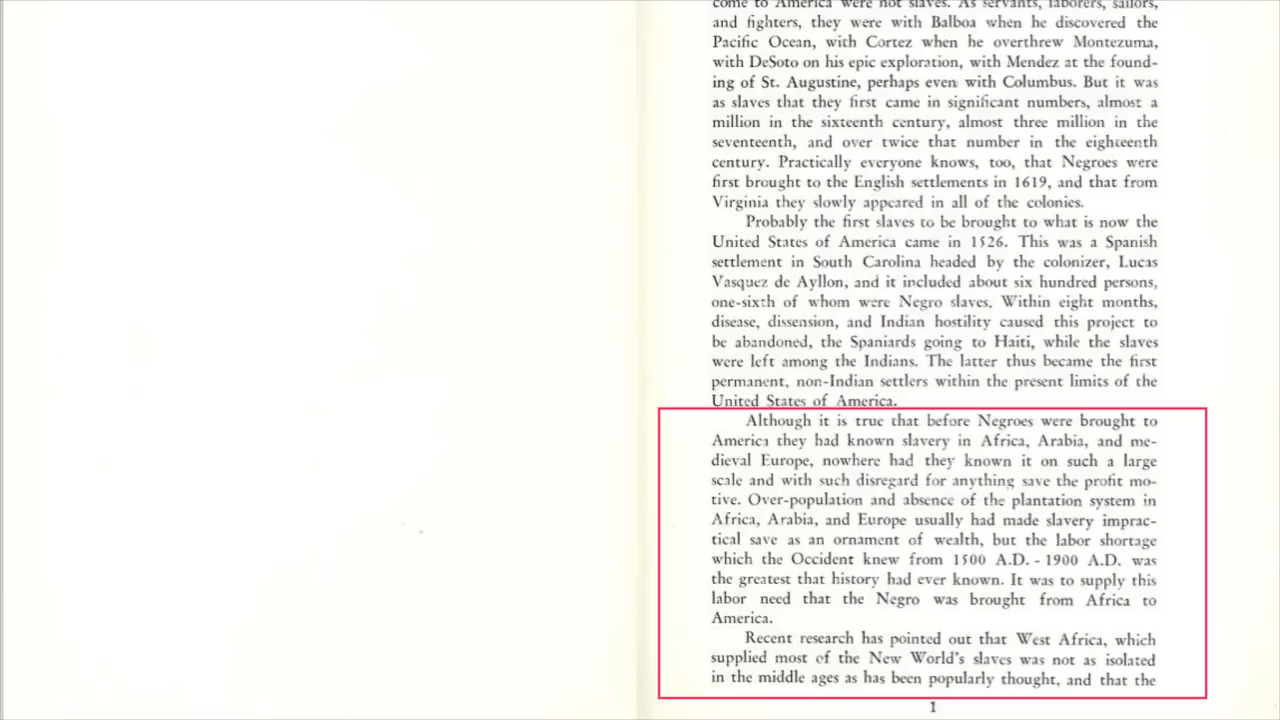 come to America were not slaves. As servants, laborers, sailors,
and fighters, they were with Balboa when he discovered the
Pacific Ocean, with Cortez when he overthrew Montezuma,
with DeSoto on his epic exploration, with Mendez at the found-
ing of St. Augustine, perhaps even with Columbus. But it was
as slaves that they first came in significant numbers, almost a
million in the sixteenth century, almost three million in the
seventeenth, and over twice that number in the eighteenth
century. Practically everyone knows, too, that Negroes were
first brought to the English settlements in 1619, and that from
Virginia they slowly appeared in all of the colonies.
Probably the first slaves to be brought to what is now the
United States of America came in 1526. This was a Spanish
settlement in South Carolina headed by the colonizer, Lucas
Vasquez de Ayllon, and it included about six hundred persons,
one-sixth of whom were Negro slaves. Within eight months,
disease, dissension, and Indian hostility caused this project to
be abandoned, the Spaniards going to Haiti, while the slaves
were left among the Indians. The latter thus became the first
permanent, non-Indian settlers within the present limits of the
United States of America.
Although it is true that before Negroes were brought to
America they had known slavery in Africa, Arabia, and me-
dieval Europe, nowhere had they known it on such a large
scale and with such disregard for anything save the profit mo-
tive. Over-population and absence of the plantation system in
Africa, Arabia, and Europe usually had made slavery imprac-
tical save as an ornament of wealth, but the labor shortage
which the Occident knew from 1500 A.D. - 1900 A.D. was
the greatest that history had ever known. It was to supply this
labor need that the Negro was brought from Africa to
America.
Recent research has pointed out that West Africa, which
supplied most of the New World's slaves was not as isolated
in the middle ages as has been popularly thought, and that the
1